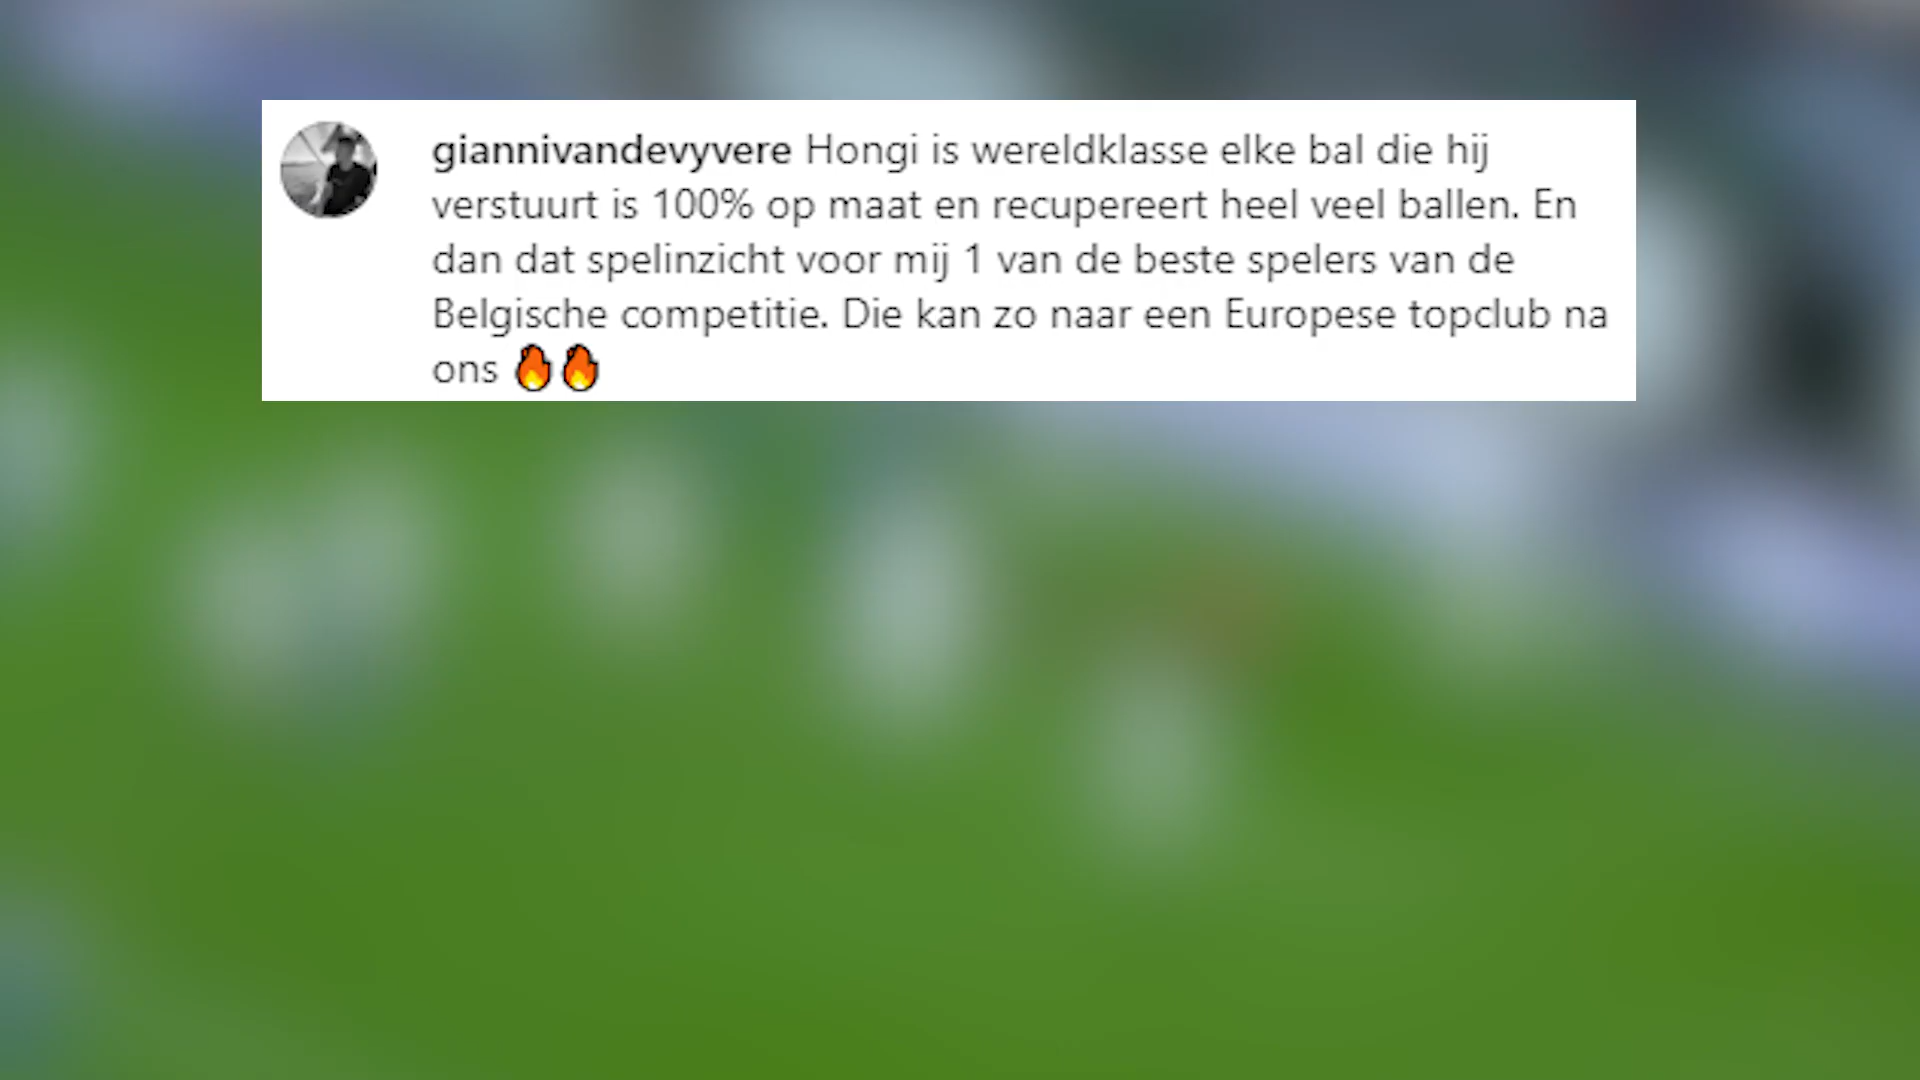 giannivandevyvere Hongi is wereldklasse elke bal die hij
verstuurt is 100% op maat en recupereert heel veel ballen. En
dan dat spelinzicht voor mij 1 van de beste spelers van de
Belgische competitie. Die kan zo naar een Europese topclub na
ons 🔥🔥